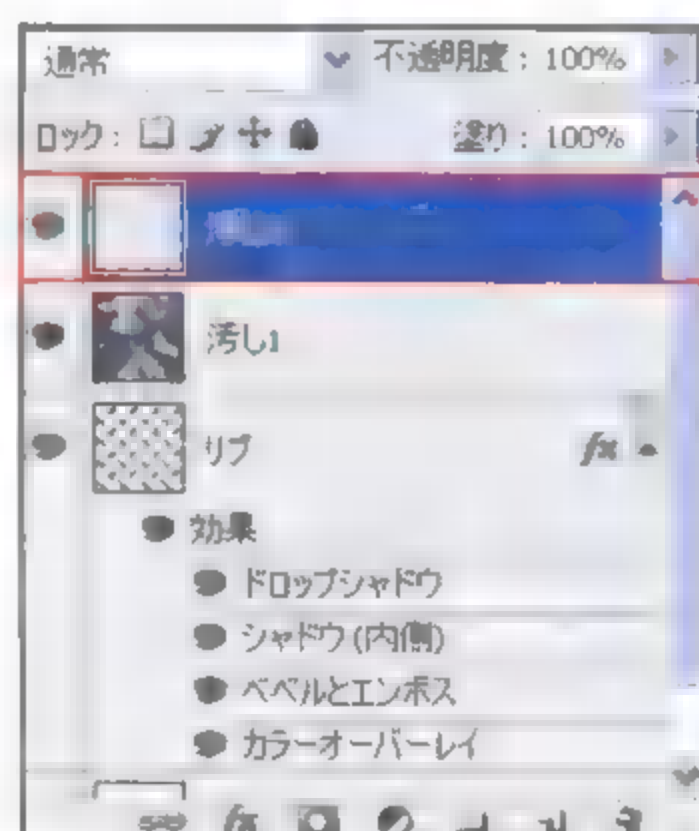 通常 不透明度：100%
ロック： 塗り：100%
汚し1
リブ fx
効果
ドロップシャドウ
シャドウ(内側)
ベベルとエンボス
カラーオーバーレイ